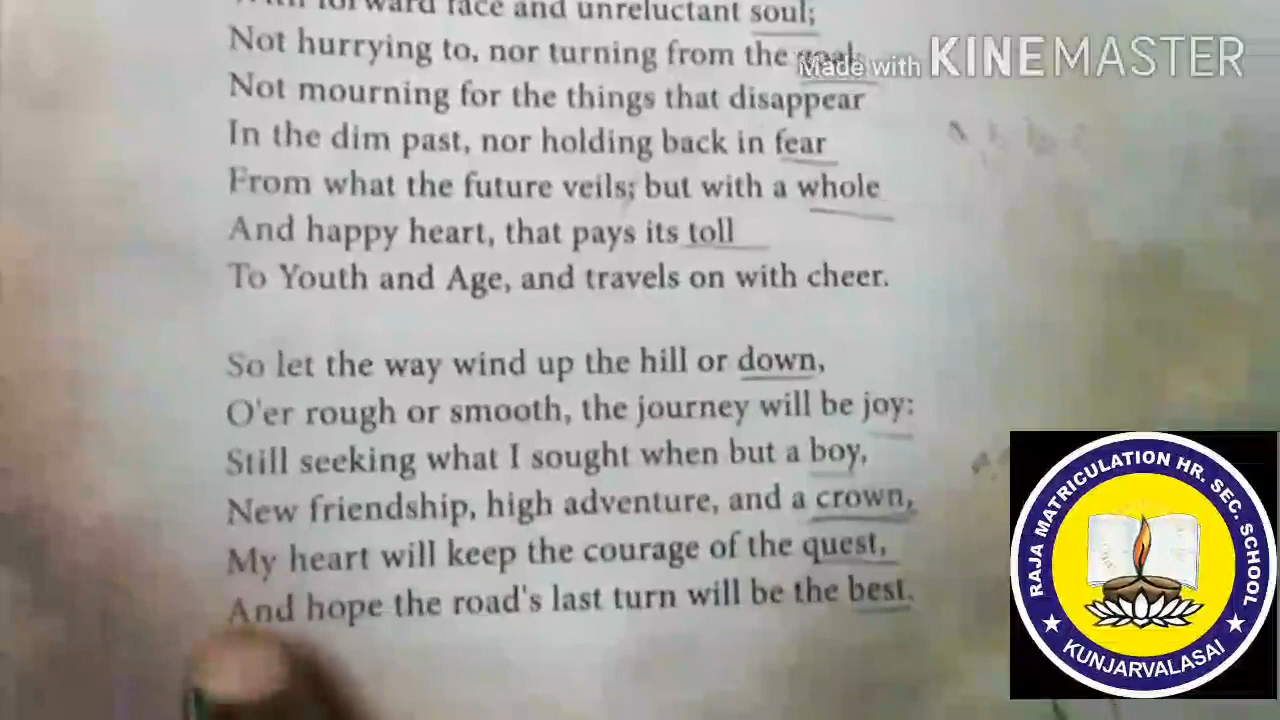 forward face and unreluctant soul;
Not hurrying to, nor turning from the
Made with KINEMASTER
Not mourning for the things that disappear
In the dim past, nor holding back in fear
From what the future veils; but with a whole
And happy heart, that pays its toll
To Youth and Age, and travels on with cheer.
So let the way wind up the hill or down,
O'er rough or smooth, the journey will be joy:
Still seeking what I sought when but a boy,
New friendship, high adventure, and a crown,
My heart will keep the courage of the quest,
And hope the road's last turn will be the best.
RAJA MATRICULATION HR. SEC. SCHOOL
KUNJARVALASAI